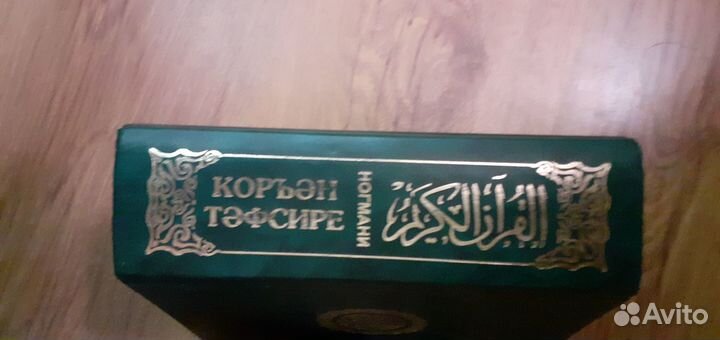 КОРЪӘН
ТӘФСИРЕ
НОГМАНИ
القرآن الكريم
Avito